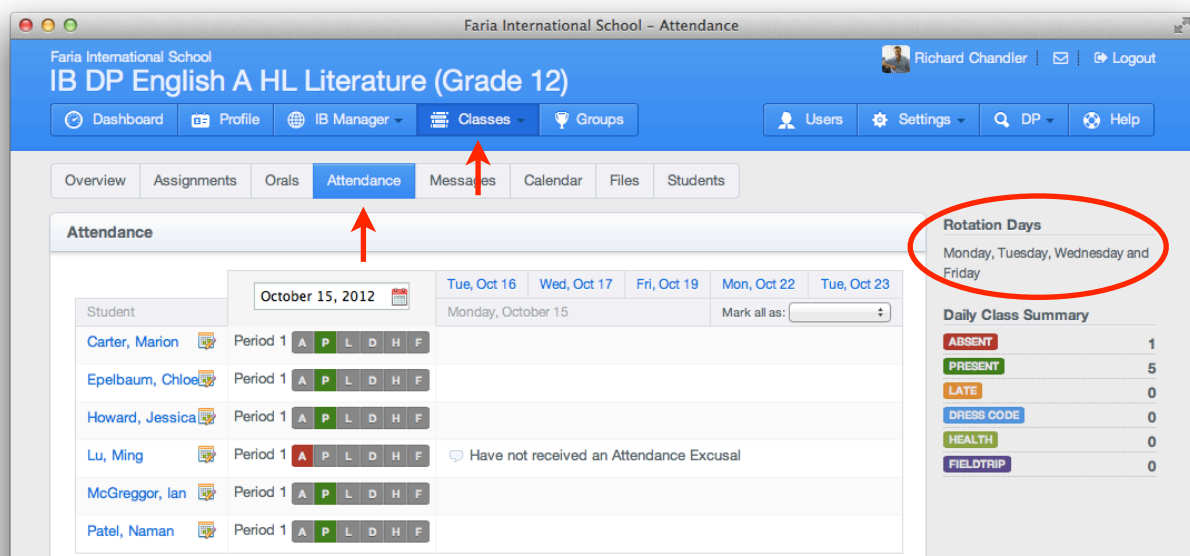 Faria International School – Attendance
Faria International School
Richard Chandler Logout
IB DP English A HL Literature (Grade 12)
Dashboard Profile IB Manager Classes Groups Users Settings DP Help
Overview Assignments Orals Attendance Messages Calendar Files Students
Attendance
Rotation Days
Monday, Tuesday, Wednesday and
Friday
October 15, 2012 Tue, Oct 16 Wed, Oct 17 Fri, Oct 19 Mon, Oct 22 Tue, Oct 23
Student Monday, October 15 Mark all as:
Carter, Marion Period 1 A P L D H F
Epelbaum, Chloe Period 1 A P L D H F
Howard, Jessica Period 1 A P L D H F
Lu, Ming Period 1 A P L D H F Have not received an Attendance Excusal
McGreggor, Ian Period 1 A P L D H F
Patel, Naman Period 1 A P L D H F
Daily Class Summary
ABSENT 1
PRESENT 5
LATE 0
DRESS CODE 0
HEALTH 0
FIELDTRIP 0